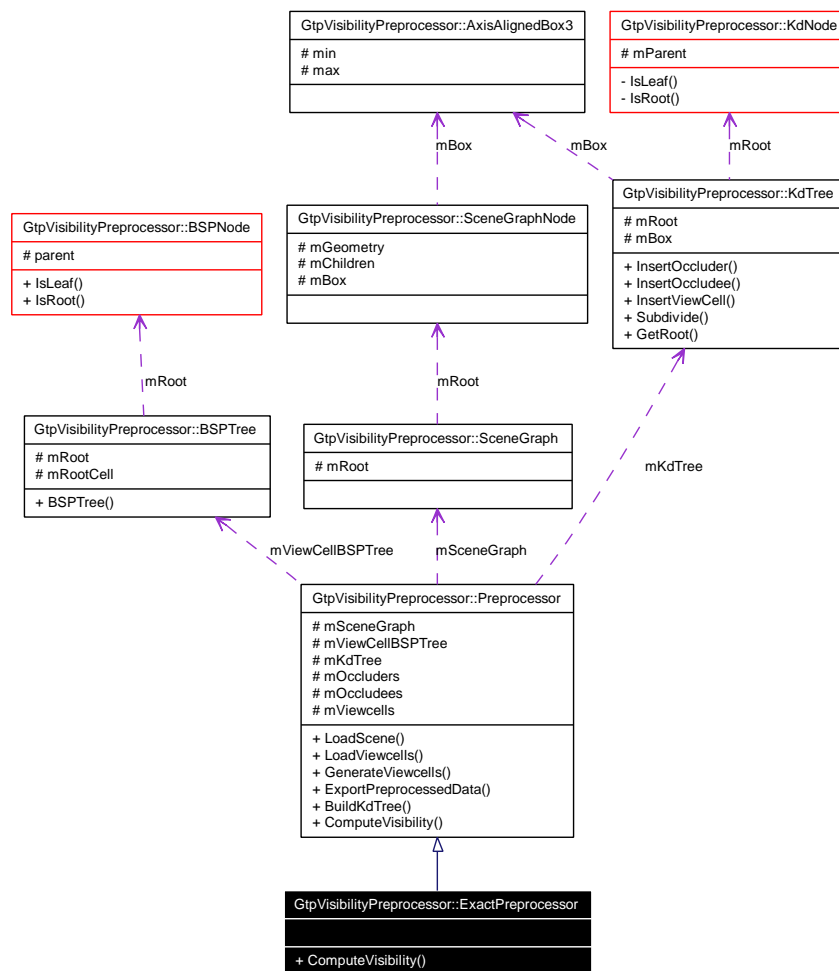 GtpVisibilityPreprocessor::AxisAlignedBox3
# min
# max
GtpVisibilityPreprocessor::KdNode
# mParent
- IsLeaf()
- IsRoot()
mBox
mBox
mRoot
GtpVisibilityPreprocessor::BSPNode
# parent
+ IsLeaf()
+ IsRoot()
GtpVisibilityPreprocessor::SceneGraphNode
# mGeometry
# mChildren
# mBox
GtpVisibilityPreprocessor::KdTree
# mRoot
# mBox
+ InsertOccluder()
+ InsertOccludee()
+ InsertViewCell()
+ Subdivide()
+ GetRoot()
mRoot
mRoot
GtpVisibilityPreprocessor::BSPTree
# mRoot
# mRootCell
+ BSPTree()
GtpVisibilityPreprocessor::SceneGraph
# mRoot
mKdTree
mViewCellBSPTree
mSceneGraph
GtpVisibilityPreprocessor::Preprocessor
# mSceneGraph
# mViewCellBSPTree
# mKdTree
# mOccluders
# mOccludees
# mViewcells
+ LoadScene()
+ LoadViewcells()
+ GenerateViewcells()
+ ExportPreprocessedData()
+ BuildKdTree()
+ ComputeVisibility()
GtpVisibilityPreprocessor::ExactPreprocessor
+ ComputeVisibility()